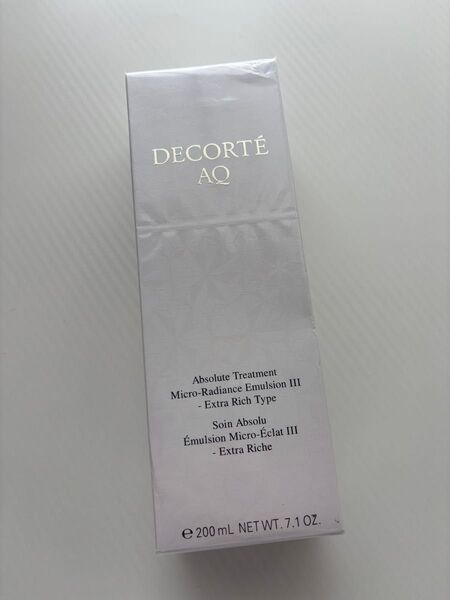 DECORTÉ
AQ
Absolute Treatment
Micro-Radiance Emulsion III
- Extra Rich Type
Soin Absolu
Émulsion Micro-Éclat III
- Extra Riche
℮ 200 mL NET WT. 7.1 OZ.